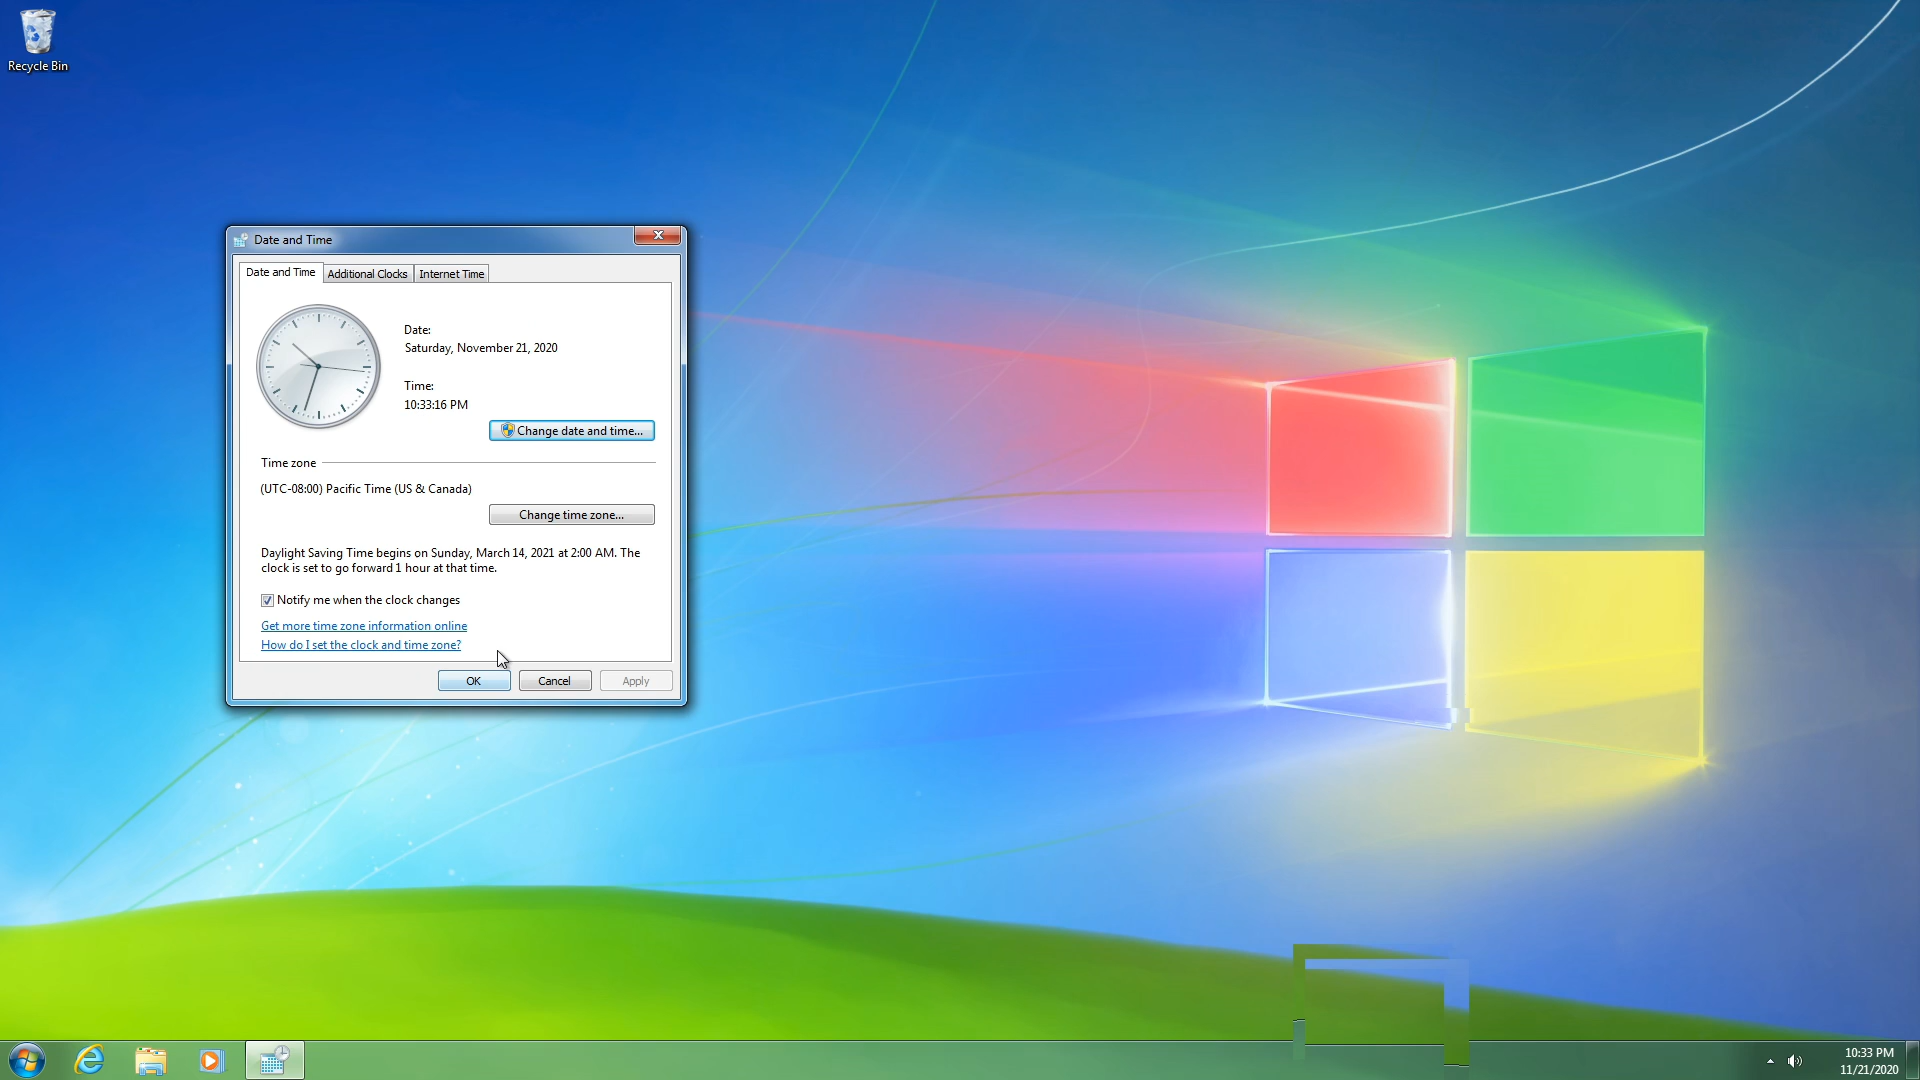 Recycle Bin
Date and Time
Date and Time
Additional Clocks
Internet Time
Date:
Saturday, November 21, 2020
Time:
10:33:16 PM
Change date and time...
Time zone
(UTC-08:00) Pacific Time (US & Canada)
Change time zone...
Daylight Saving Time begins on Sunday, March 14, 2021 at 2:00 AM. The
clock is set to go forward 1 hour at that time.
Notify me when the clock changes
Get more time zone information online
How do I set the clock and time zone?
OK
Cancel
Apply
10:33 PM
11/21/2020